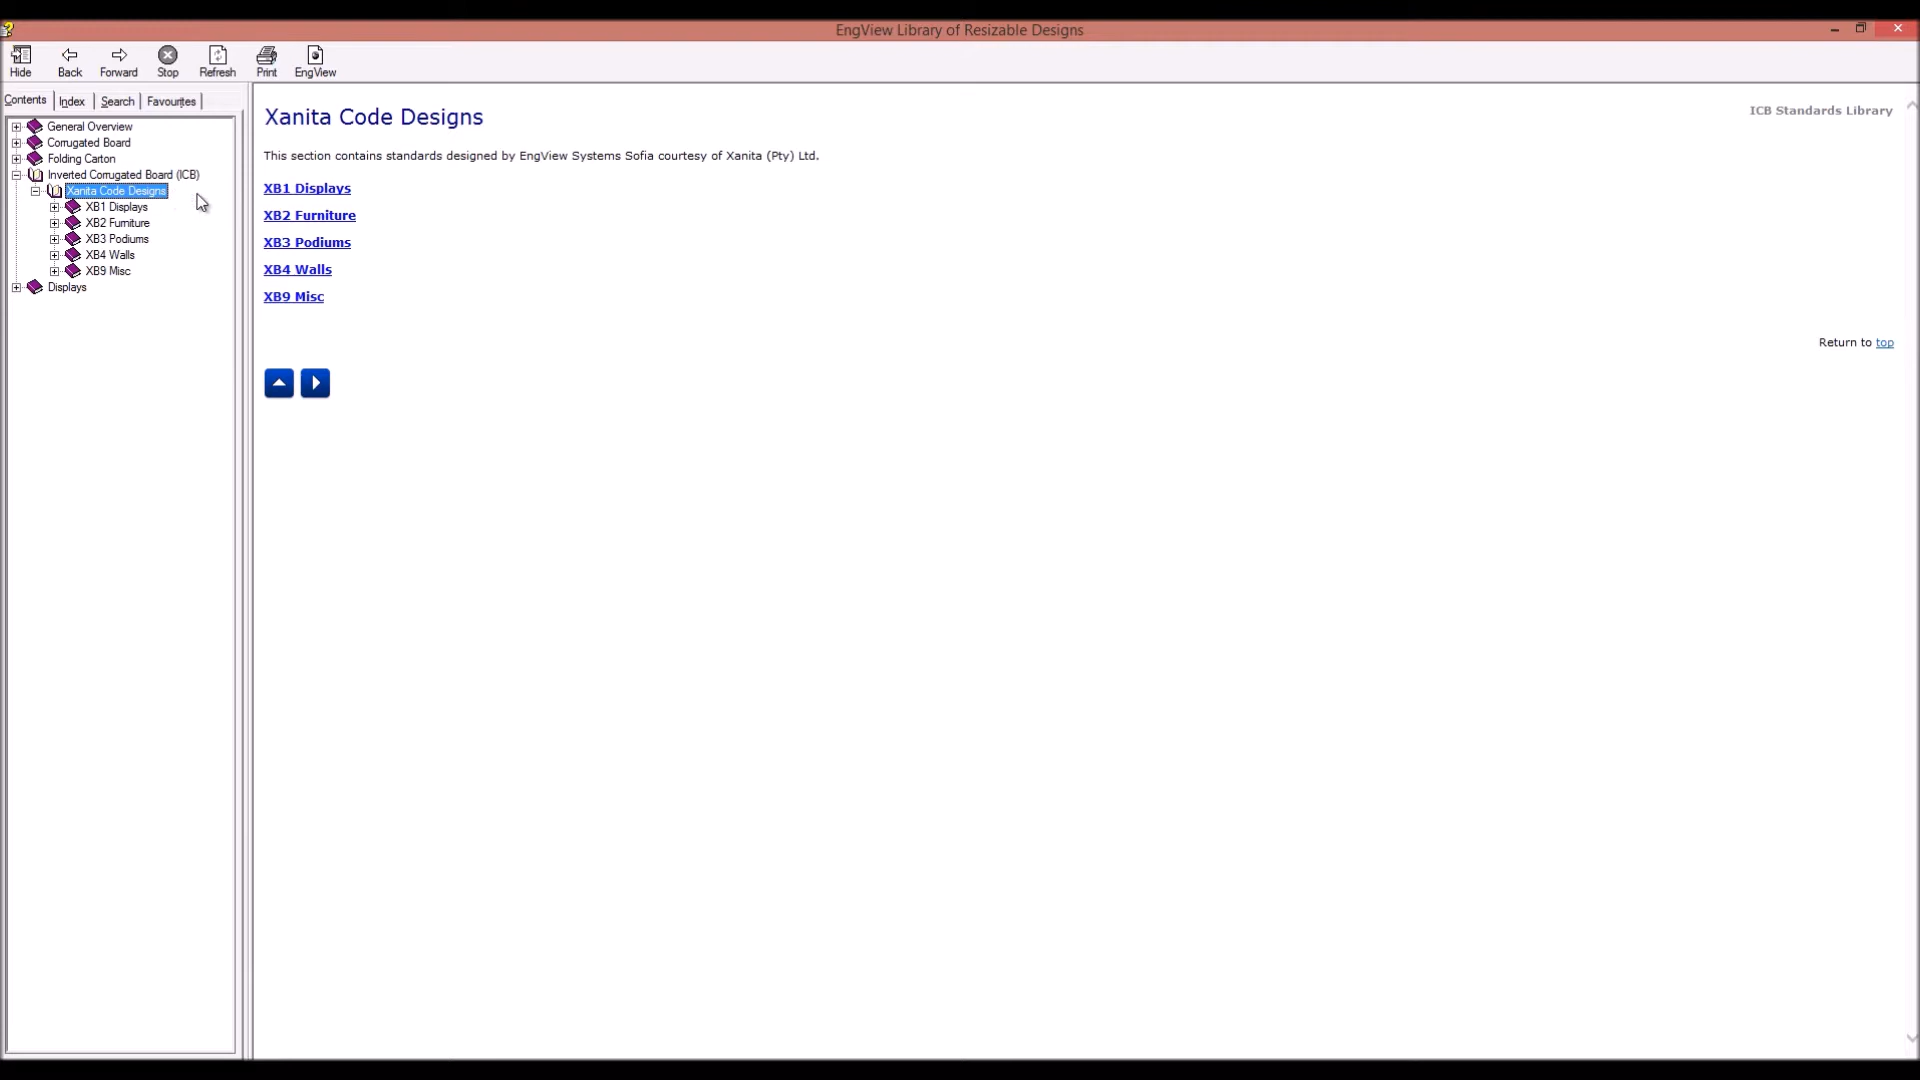 EngView Library of Resizable Designs
Hide Back Forward Stop Refresh Print EngView
Contents Index Search Favourites
General Overview
Corrugated Board
Folding Carton
Inverted Corrugated Board (ICB)
Xanita Code Designs
XB1 Displays
XB2 Furniture
XB3 Podiums
XB4 Walls
XB9 Misc
Displays
Xanita Code Designs
ICB Standards Library
This section contains standards designed by EngView Systems Sofia courtesy of Xanita (Pty) Ltd.
XB1 Displays
XB2 Furniture
XB3 Podiums
XB4 Walls
XB9 Misc
Return to top